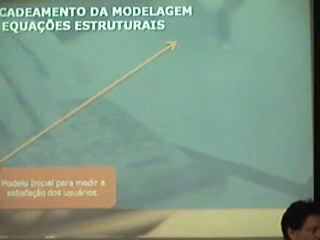 CADEAMENTO DA MODELAGEM
EQUAÇÕES ESTRUTURAIS
Modelo Inicial para medir a
satisfação dos usuários.